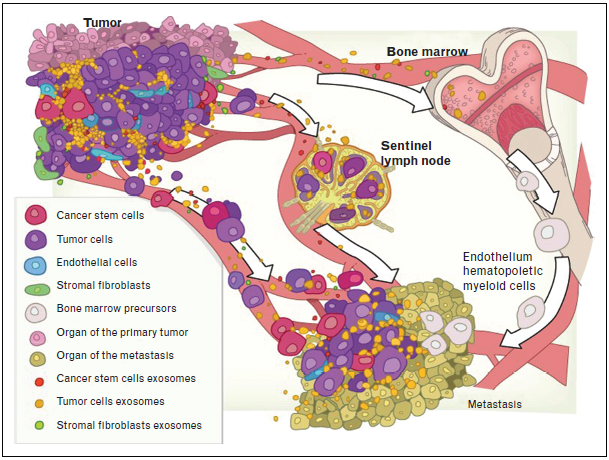 Tumor
Bone marrow
Sentinel
lymph node
Endothelium
hematopoietic
myeloid cells
Metastasis
Cancer stem cells
Tumor cells
Endothelial cells
Stromal fibroblasts
Bone marrow precursors
Organ of the primary tumor
Organ of the metastasis
Cancer stem cells exosomes
Tumor cells exosomes
Stromal fibroblasts exosomes